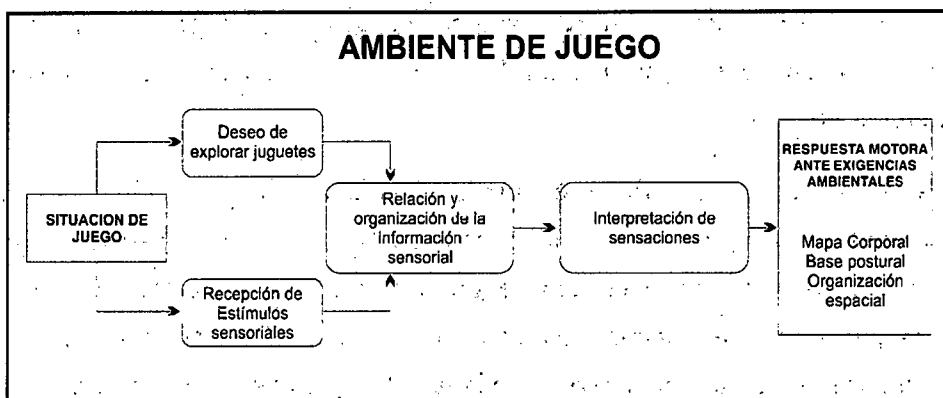 AMBIENTE DE JUEGO
Deseo de
explorar juguetes
SITUACION DE
JUEGO
Recepción de
Estímulos
sensoriales
Relación y
organización de la
información
sensorial
Interpretación de
sensaciones
RESPUESTA MOTORA
ANTE EXIGENCIAS
AMBIENTALES
Mapa Corporal
Base postural
Organización
espacial